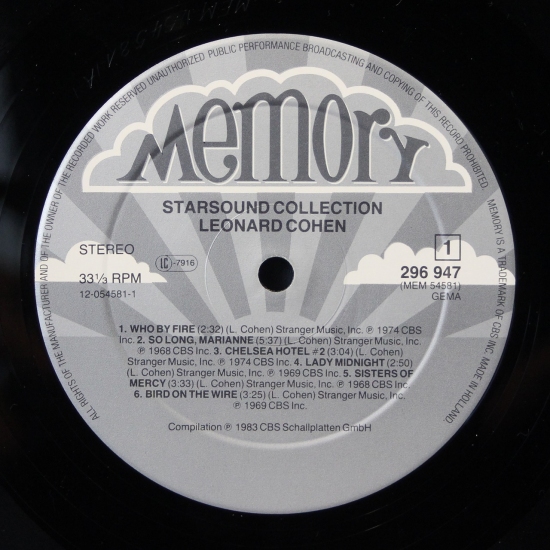 ALL RIGHTS OF THE MANUFACTURER AND OF THE OWNER OF THE RECORDED WORK RESERVED UNAUTHORIZED PUBLIC PERFORMANCE BROADCASTING AND COPYING OF THIS RECORD PROHIBITED. MEMORY IS A TRADEMARK OF CBS INC. MADE IN HOLLAND.
Memory
STARSOUND COLLECTION
LEONARD COHEN
STEREO
33⅓ RPM
12-054581-1
LC-7916
1
296 947
(MEM 54581)
GEMA
1. WHO BY FIRE (2:32) (L. Cohen) Stranger Music, Inc. ℗ 1974 CBS
Inc. 2. SO LONG, MARIANNE (5:37) (L. Cohen) Stranger Music, Inc.
℗ 1968 CBS Inc. 3. CHELSEA HOTEL #2 (3:04) (L. Cohen) Stranger
Music, Inc. ℗ 1974 CBS Inc. 4. LADY MIDNIGHT (2:50)
(L. Cohen) Stranger Music, Inc. ℗ 1969 CBS Inc. 5. SISTERS OF
MERCY (3:33) (L. Cohen) Stranger Music, Inc. ℗ 1968 CBS Inc.
6. BIRD ON THE WIRE (3:25) (L. Cohen) Stranger Music, Inc.
℗ 1969 CBS Inc.
Compilation ℗ 1983 CBS Schallplatten GmbH